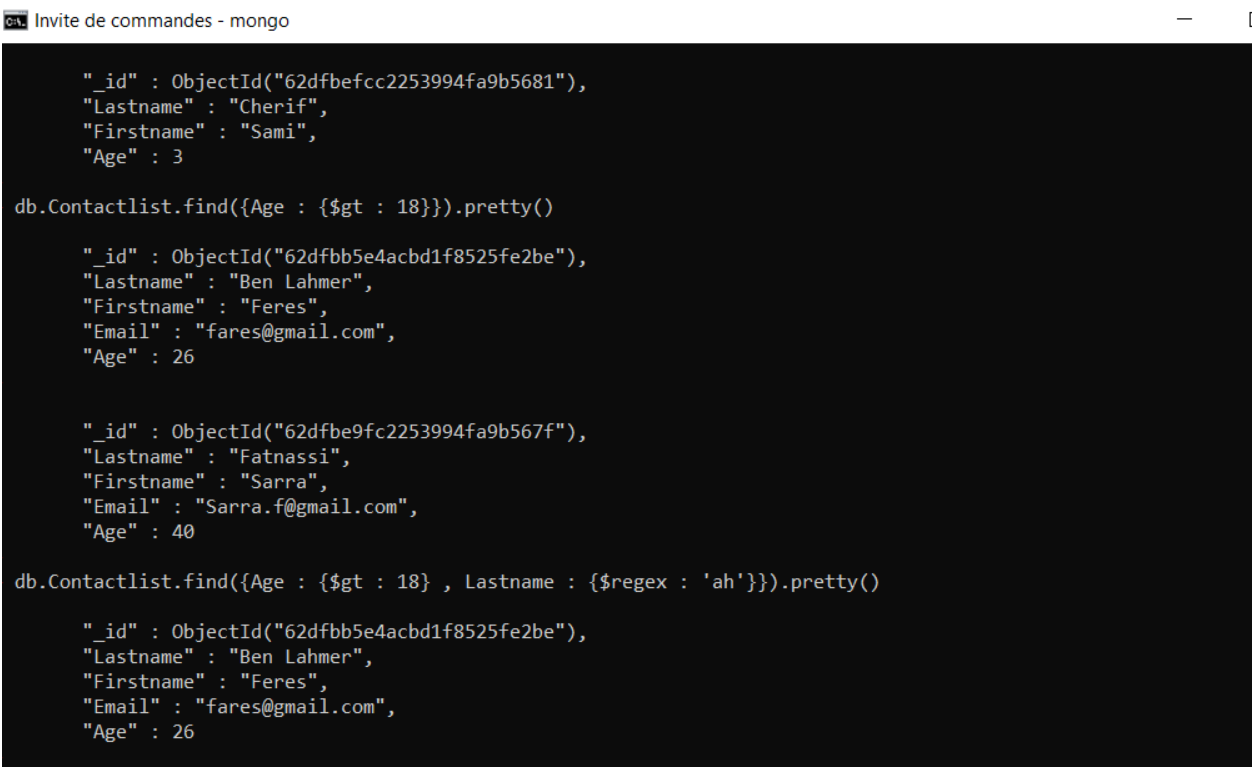 Invite de commandes - mongo
"_id" : ObjectId("62dfbefcc2253994fa9b5681"),
"Lastname" : "Cherif",
"Firstname" : "Sami",
"Age" : 3
db.Contactlist.find({Age : {$gt : 18}}).pretty()
"_id" : ObjectId("62dfbb5e4acbd1f8525fe2be"),
"Lastname" : "Ben Lahmer",
"Firstname" : "Feres",
"Email" : "fares@gmail.com",
"Age" : 26
"_id" : ObjectId("62dfbe9fc2253994fa9b567f"),
"Lastname" : "Fatnassi",
"Firstname" : "Sarra",
"Email" : "Sarra.f@gmail.com",
"Age" : 40
db.Contactlist.find({Age : {$gt : 18} , Lastname : {$regex : 'ah'}}).pretty()
"_id" : ObjectId("62dfbb5e4acbd1f8525fe2be"),
"Lastname" : "Ben Lahmer",
"Firstname" : "Feres",
"Email" : "fares@gmail.com",
"Age" : 26